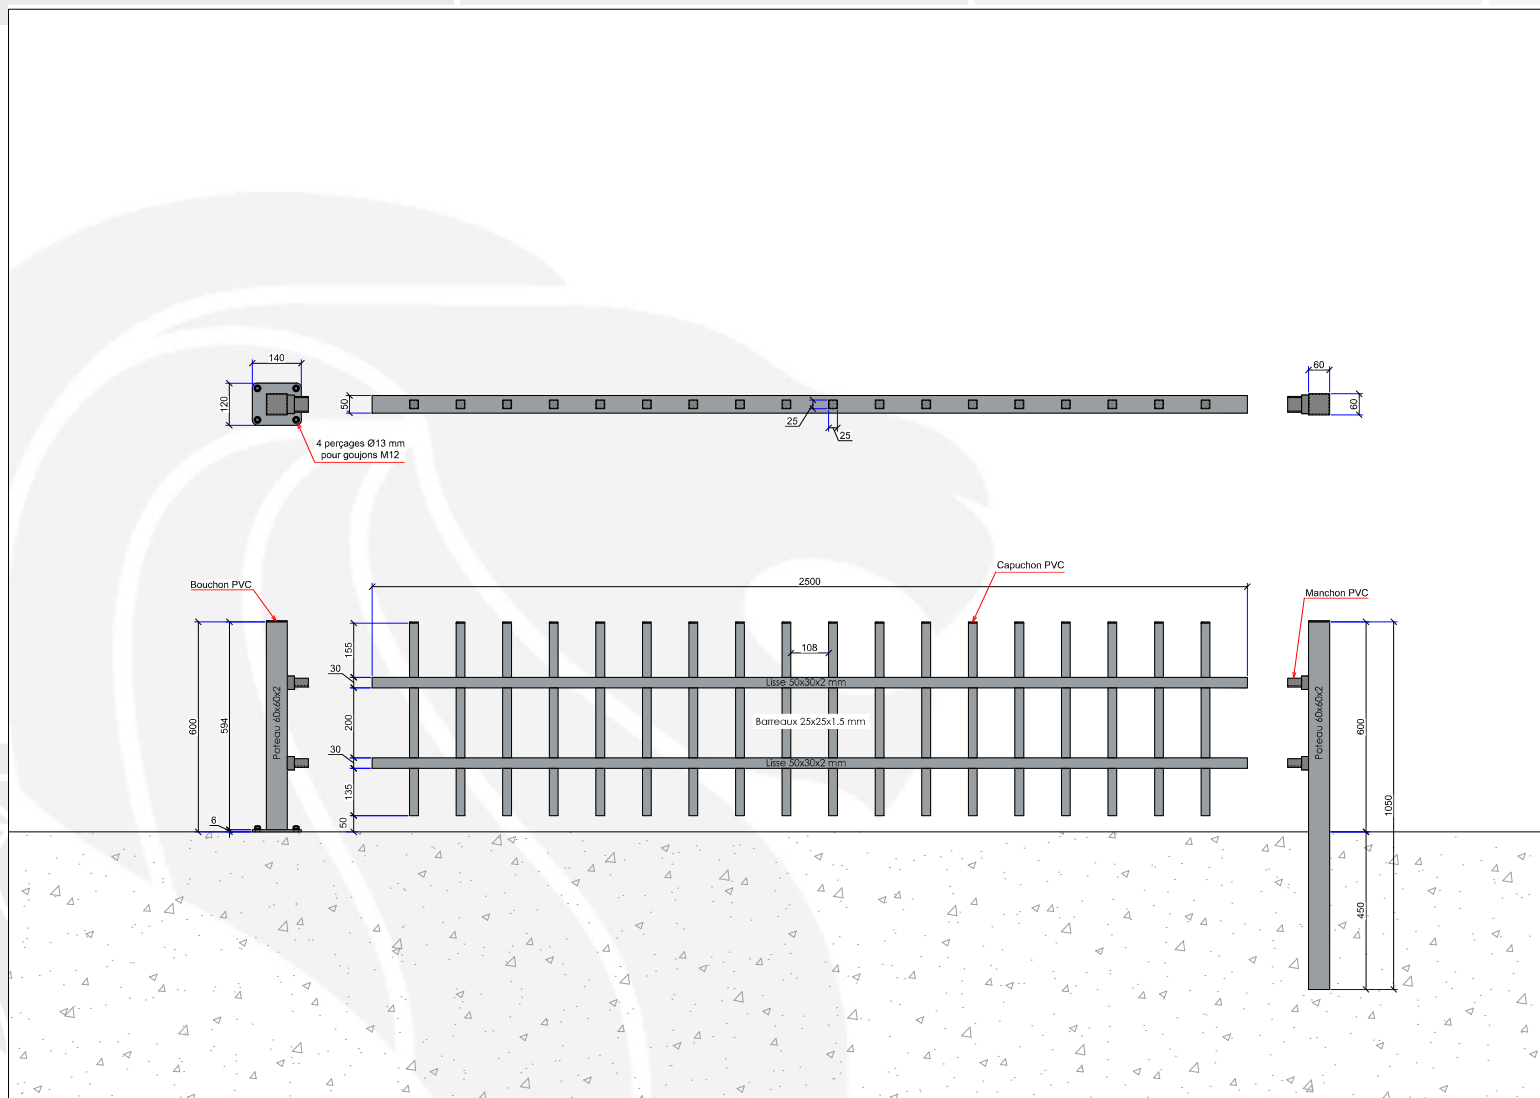 140
120
4 perçages Ø13 mm
pour goujons M12
50
25
25
60
60
Bouchon PVC
2500
Capuchon PVC
Manchon PVC
600
594
6
Poteau 60x60x2
155
30
200
30
135
50
108
Lisse 50x30x2 mm
Barreaux 25x25x1.5 mm
Lisse 50x30x2 mm
Poteau 60x60x2
600
1050
450